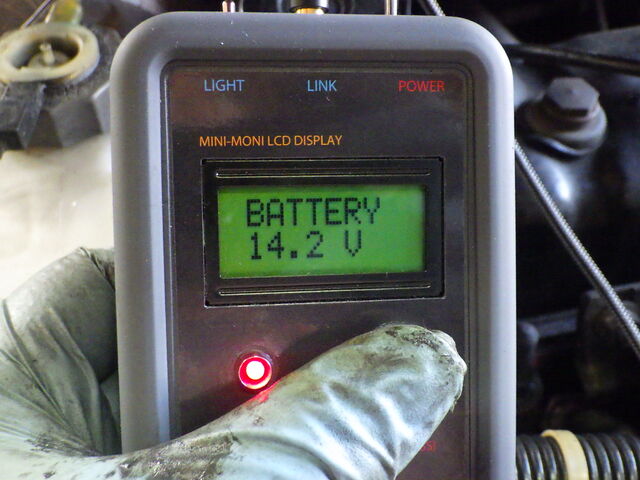 LIGHT LINK POWER
MINI-MONI LCD DISPLAY
BATTERY
14.2 V